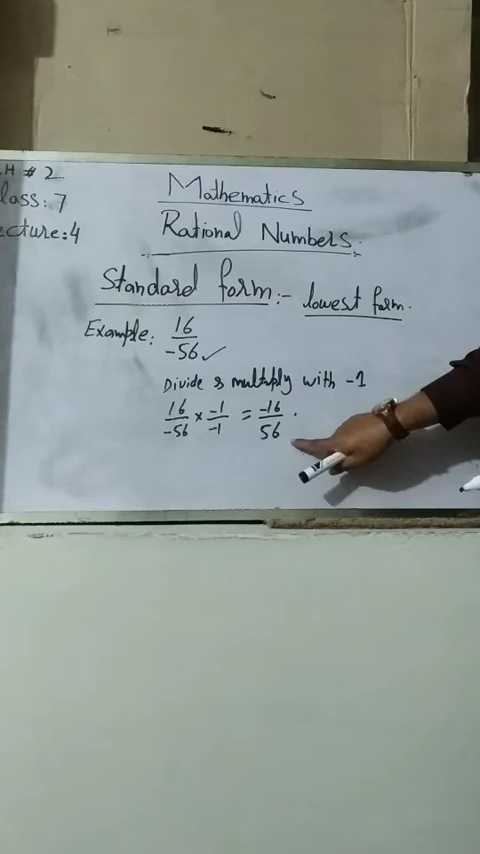 H # 2
lass: 7
ecture: 4
Mathematics
Rational Numbers.
Standard form:- lowest form.
Example: 16/-56 ✓
Divide & multiply with -1
16/-56 × -1/-1 = -16/56 .